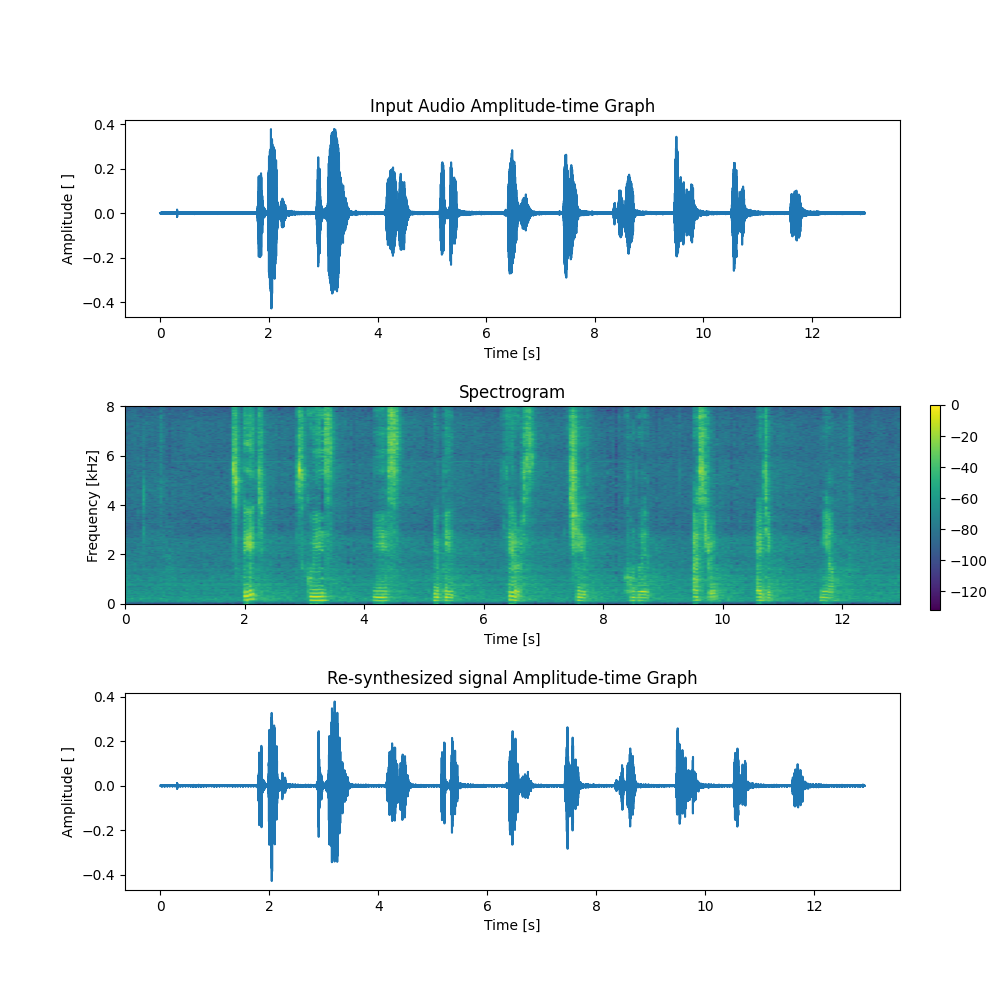 Input Audio Amplitude-time Graph
0.4
0.2
0.0
−0.2
−0.4
Amplitude [ ]
0 2 4 6 8 10 12
Time [s]
Spectrogram
8
6
4
2
0
Frequency [kHz]
0 2 4 6 8 10 12
Time [s]
0
−20
−40
−60
−80
−100
−120
Re-synthesized signal Amplitude-time Graph
0.4
0.2
0.0
−0.2
−0.4
Amplitude [ ]
0 2 4 6 8 10 12
Time [s]